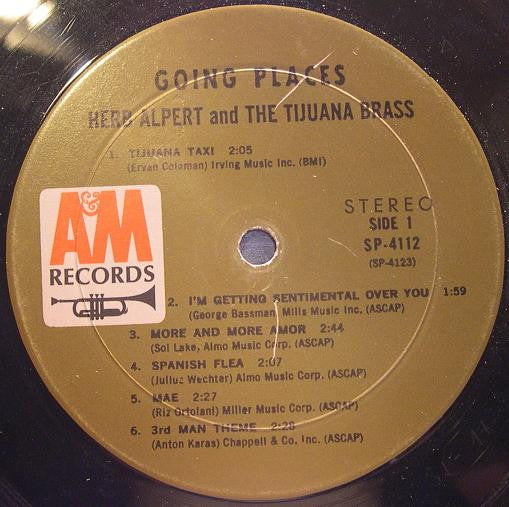 GOING PLACES
HERB ALPERT and THE TIJUANA BRASS
1. TIJUANA TAXI 2:05
(Ervan Coleman) Irving Music Inc. (BMI)
A&M
RECORDS
STEREO
SIDE 1
SP-4112
(SP-4123)
2. I'M GETTING SENTIMENTAL OVER YOU 1:59
(George Bassman) Mills Music Inc. (ASCAP)
3. MORE AND MORE AMOR 2:44
(Sol Lake) Almo Music Corp. (ASCAP)
4. SPANISH FLEA 2:07
(Juliuc Wechter) Almo Music Corp. (ASCAP)
5. MAE 2:27
(Riz Ortolani) Miller Music Corp. (ASCAP)
6. 3rd MAN THEME 2:28
(Anton Karas) Chappell & Co. Inc. (ASCAP)